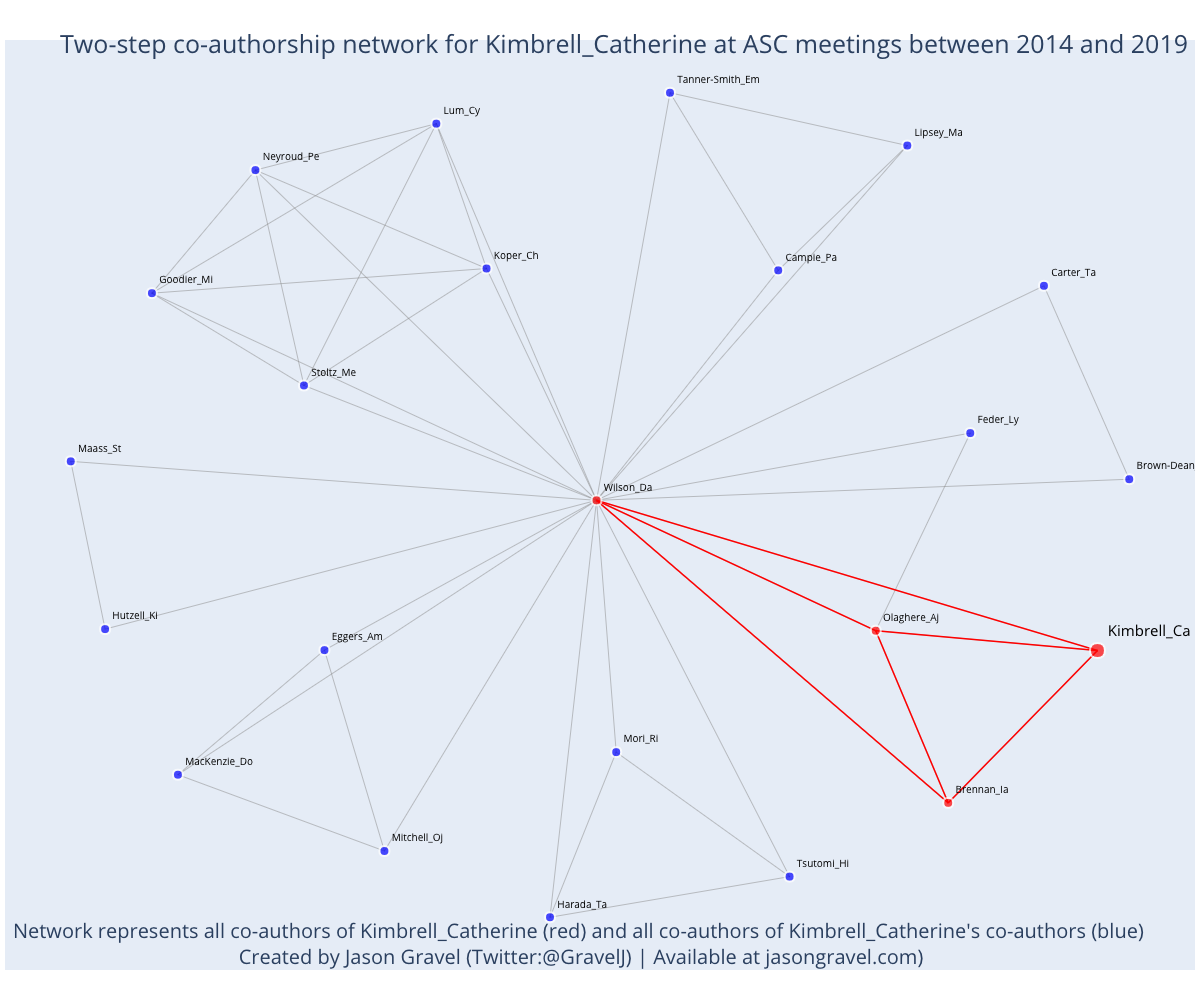 Two-step co-authorship network for Kimbrell_Catherine at ASC meetings between 2014 and 2019
Tanner-Smith_Em
Lum_Cy
Lipsey_Ma
Neyroud_Pe
Koper_Ch
Campie_Pa
Carter_Ta
Goodier_Mi
Stoltz_Me
Feder_Ly
Maass_St
Brown-Dean
Wilson_Da
Hutzell_Ki
Olaghere_Aj
Kimbrell_Ca
Eggers_Am
Mori_Ri
MacKenzie_Do
Brennan_Ia
Mitchell_Oj
Tsutomi_Hi
Harada_Ta
Network represents all co-authors of Kimbrell_Catherine (red) and all co-authors of Kimbrell_Catherine's co-authors (blue)
Created by Jason Gravel (Twitter:@GravelJ) | Available at jasongravel.com)